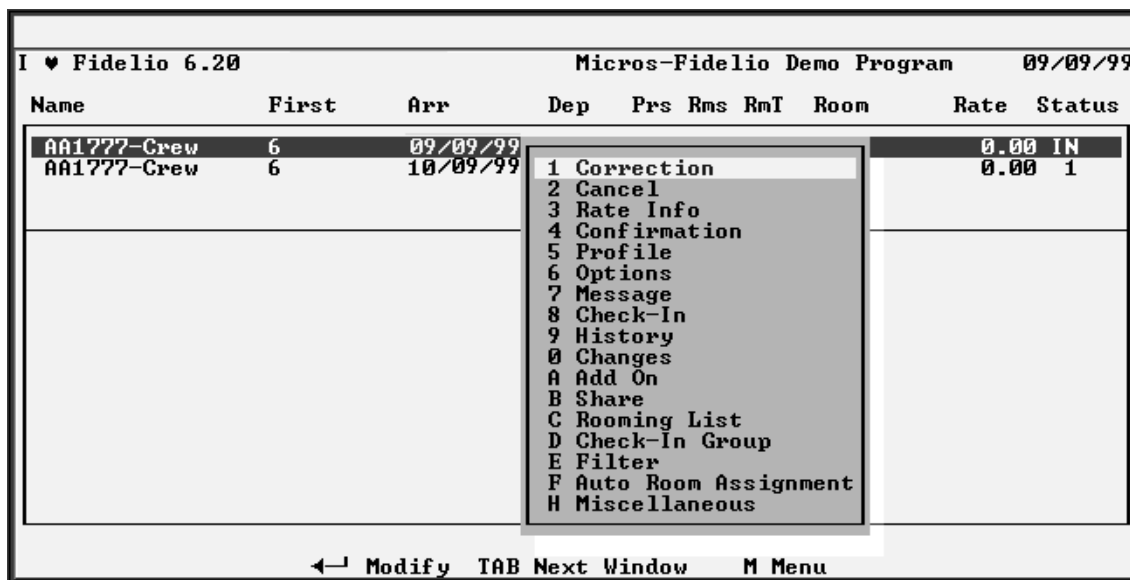 I ♥ Fidelio 6.20 Micros-Fidelio Demo Program 09/09/99
Name First Arr Dep Prs Rms RmT Room Rate Status
AA1777-Crew 6 09/09/99 0.00 IN
AA1777-Crew 6 10/09/99 0.00 1
1 Correction
2 Cancel
3 Rate Info
4 Confirmation
5 Profile
6 Options
7 Message
8 Check-In
9 History
0 Changes
A Add On
B Share
C Rooming List
D Check-In Group
E Filter
F Auto Room Assignment
H Miscellaneous
◄┘ Modify TAB Next Window M Menu